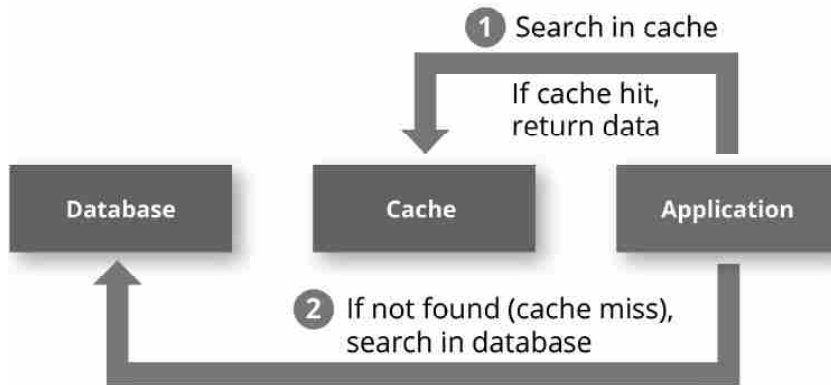 1 Search in cache
If cache hit,
return data
Database
Cache
Application
2 If not found (cache miss),
search in database